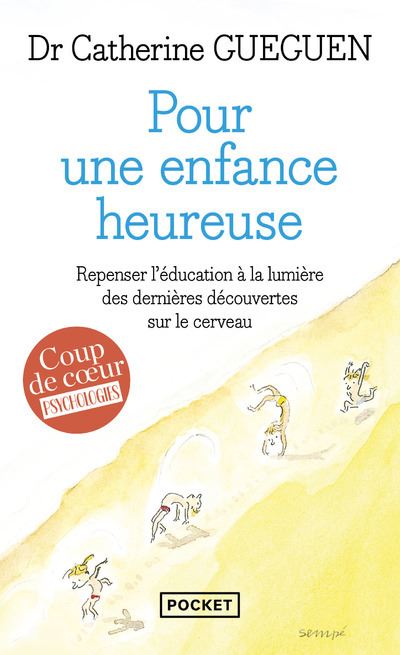 Dr Catherine GUEGUEN
Pour
une enfance
heureuse
Repenser l'éducation à la lumière
des dernières découvertes
sur le cerveau
Coup
de cœur
PSYCHOLOGIES
POCKET
sempé